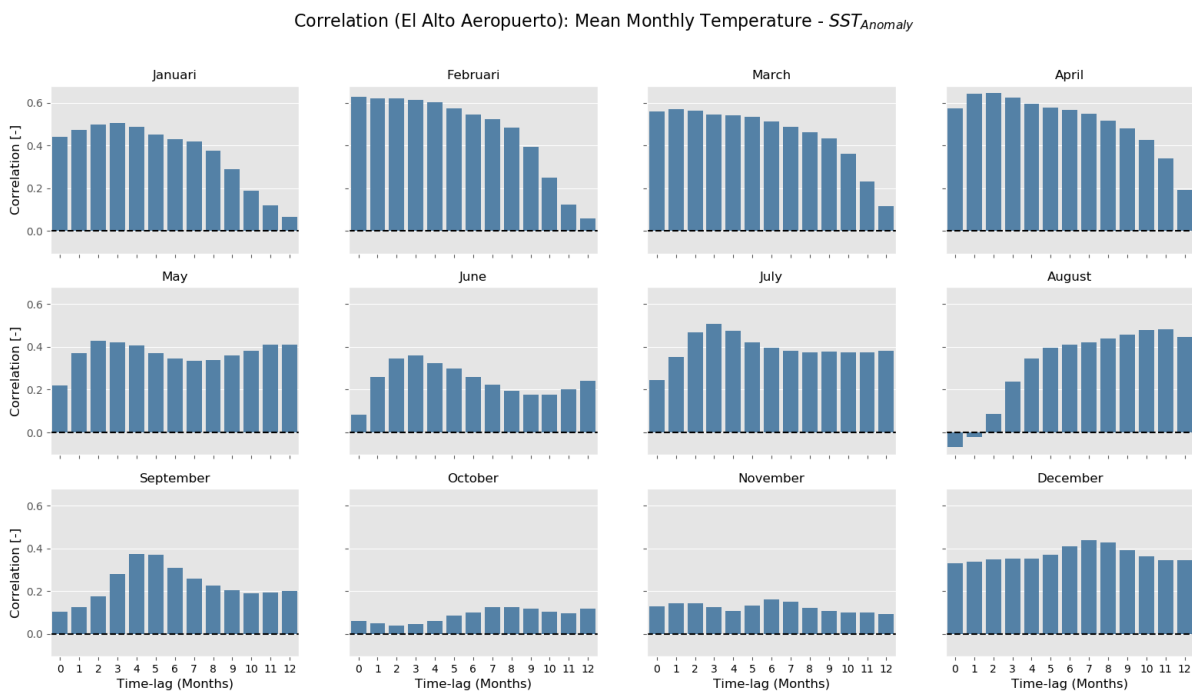 Correlation (El Alto Aeropuerto): Mean Monthly Temperature - SST_Anomaly
Januari
Februari
March
April
Correlation [-]
0.6
0.4
0.2
0.0
May
June
July
August
Correlation [-]
0.6
0.4
0.2
0.0
September
October
November
December
Correlation [-]
0.6
0.4
0.2
0.0
0 1 2 3 4 5 6 7 8 9 10 11 12
0 1 2 3 4 5 6 7 8 9 10 11 12
0 1 2 3 4 5 6 7 8 9 10 11 12
0 1 2 3 4 5 6 7 8 9 10 11 12
Time-lag (Months)
Time-lag (Months)
Time-lag (Months)
Time-lag (Months)